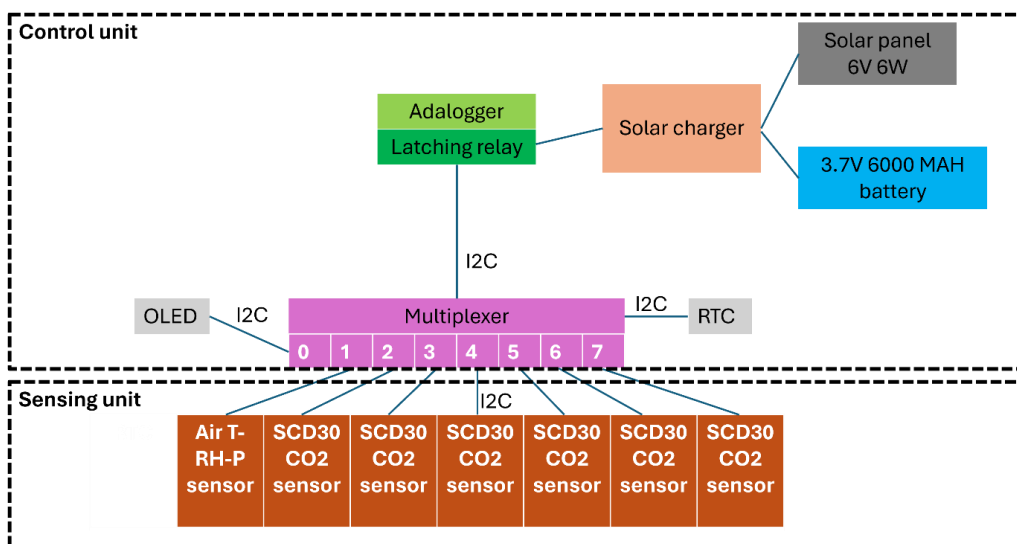 Control unit
Solar panel
6V 6W
Adalogger
Latching relay
Solar charger
3.7V 6000 MAH
battery
I2C
OLED
I2C
Multiplexer
I2C
RTC
0 1 2 3 4 5 6 7
Sensing unit
I2C
Air T-
RH-P
sensor
SCD30
CO2
sensor
SCD30
CO2
sensor
SCD30
CO2
sensor
SCD30
CO2
sensor
SCD30
CO2
sensor
SCD30
CO2
sensor